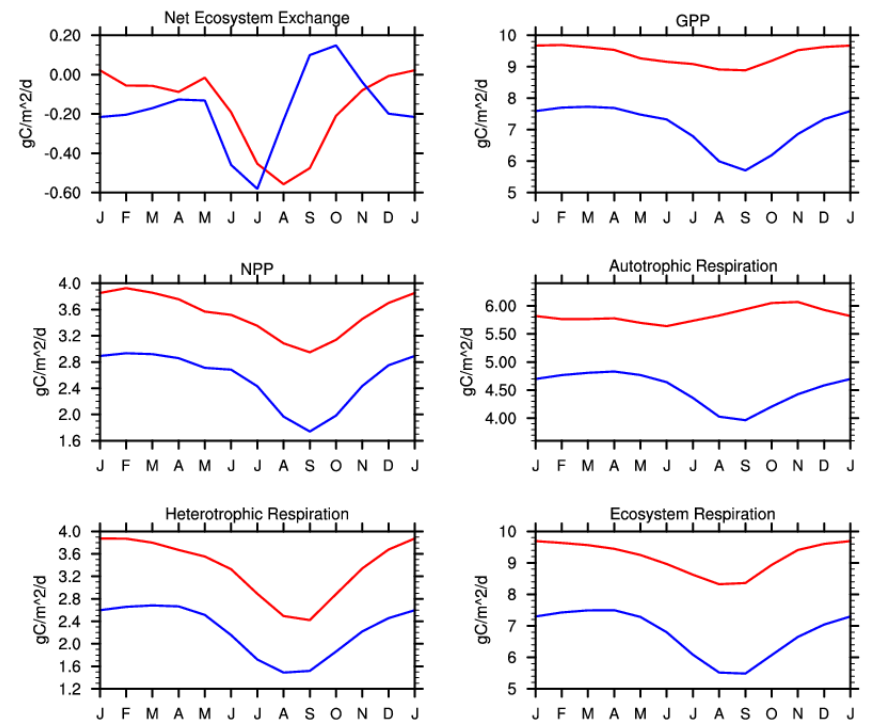 Net Ecosystem Exchange
gC/m^2/d
0.20
0.00
-0.20
-0.40
-0.60
J F M A M J J A S O N D J
GPP
gC/m^2/d
10
9
8
7
6
5
J F M A M J J A S O N D J
NPP
gC/m^2/d
4.0
3.6
3.2
2.8
2.4
2.0
1.6
J F M A M J J A S O N D J
Autotrophic Respiration
gC/m^2/d
6.00
5.50
5.00
4.50
4.00
J F M A M J J A S O N D J
Heterotrophic Respiration
gC/m^2/d
4.0
3.6
3.2
2.8
2.4
2.0
1.6
1.2
J F M A M J J A S O N D J
Ecosystem Respiration
gC/m^2/d
10
9
8
7
6
5
J F M A M J J A S O N D J